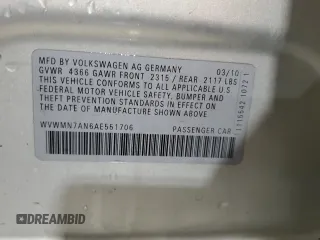 MFD BY VOLKSWAGEN AG GERMANY 03/10
GVWR 4366 GAWR FRONT 2315 / REAR 2117 LBS
THIS VEHICLE CONFORMS TO ALL APPLICABLE U.S.
FEDERAL MOTOR VEHICLE SAFETY, BUMPER AND
THEFT PREVENTION STANDARDS IN EFFECT
ON THE DATE OF MANUFACTURE SHOWN ABOVE
WVWMN7AN6AE551706 PASSENGER CAR
DREAMBID